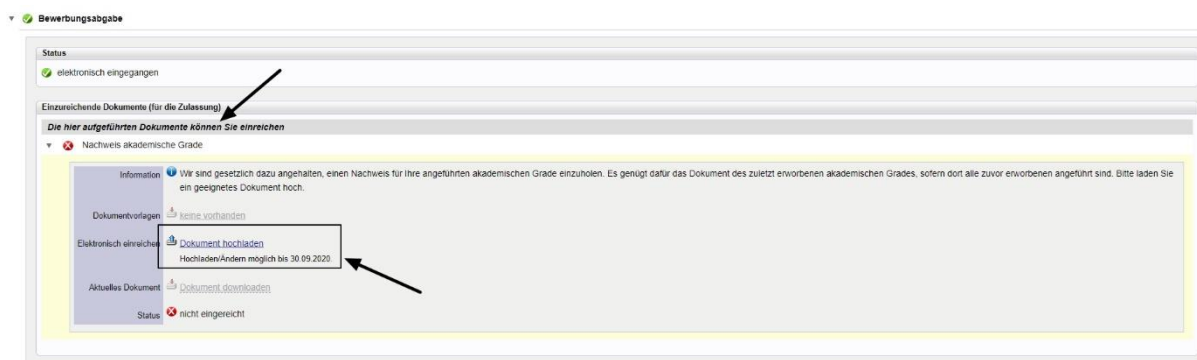 Bewerbungsabgabe
Status
elektronisch eingegangen
Einzureichende Dokumente (für die Zulassung)
Die hier aufgeführten Dokumente können Sie einreichen
Nachweis akademische Grade
Information Wir sind gesetzlich dazu angehalten, einen Nachweis für Ihre angeführten akademischen Grade einzuholen. Es genügt dafür das Dokument des zuletzt erworbenen akademischen Grades, sofern dort alle zuvor erworbenen angeführt sind. Bitte laden Sie
ein geeignetes Dokument hoch.
Dokumentvorlagen keine vorhanden
Elektronisch einreichen Dokument hochladen
Hochladen/Ändern möglich bis 30.09.2020.
Aktuelles Dokument Dokument downloaden
Status nicht eingereicht